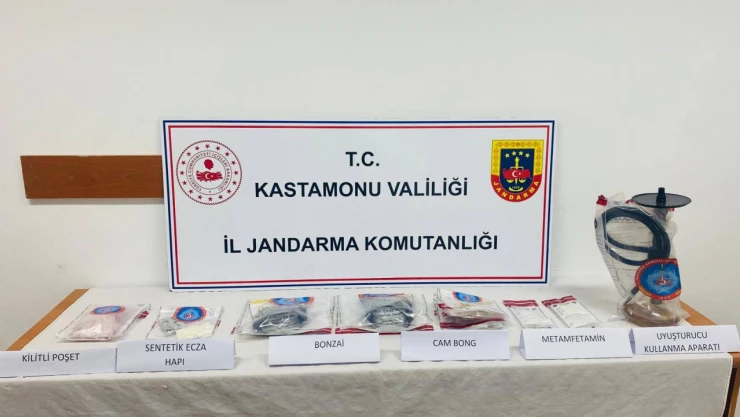 T.C.
KASTAMONU VALİLİĞİ
İL JANDARMA KOMUTANLIĞI
JANDARMA
KİLİTLİ POŞET
SENTETİK ECZA
HAPI
BONZAİ
CAM BONG
METAMFETAMİN
UYUŞTURUCU
KULLANMA APARATI